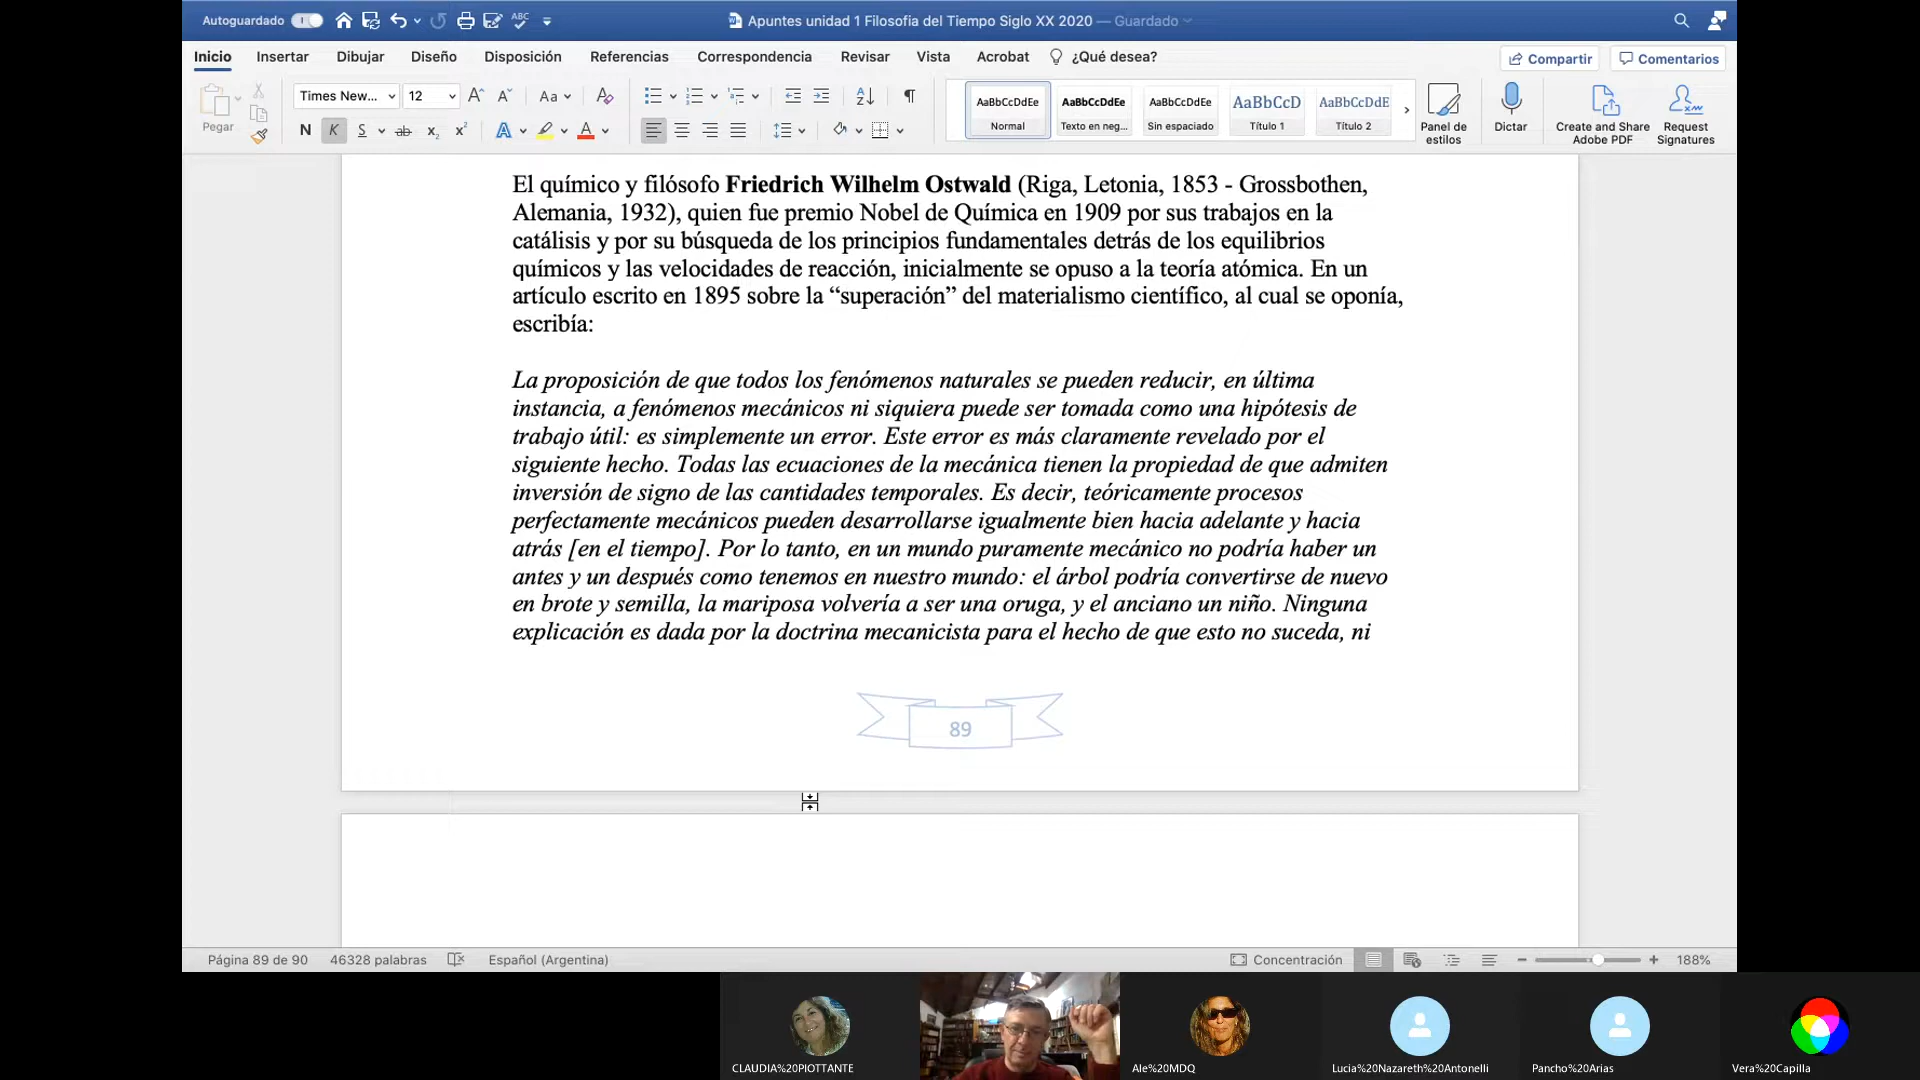 Autoguardado
Apuntes unidad 1 Filosofia del Tiempo Siglo XX 2020 — Guardado
Inicio Insertar Dibujar Diseño Disposición Referencias Correspondencia Revisar Vista Acrobat ¿Qué desea?
Compartir Comentarios
Pegar
Times New... 12
N K S ab x₂ x²
AaBbCcDdEe Normal
AaBbCcDdEe Texto en neg...
AaBbCcDdEe Sin espaciado
AaBbCcD Título 1
AaBbCcDdE Título 2
Panel de estilos
Dictar
Create and Share Adobe PDF
Request Signatures
El químico y filósofo Friedrich Wilhelm Ostwald (Riga, Letonia, 1853 - Grossbothen,
Alemania, 1932), quien fue premio Nobel de Química en 1909 por sus trabajos en la
catálisis y por su búsqueda de los principios fundamentales detrás de los equilibrios
químicos y las velocidades de reacción, inicialmente se opuso a la teoría atómica. En un
artículo escrito en 1895 sobre la “superación” del materialismo científico, al cual se oponía,
escribía:
La proposición de que todos los fenómenos naturales se pueden reducir, en última
instancia, a fenómenos mecánicos ni siquiera puede ser tomada como una hipótesis de
trabajo útil: es simplemente un error. Este error es más claramente revelado por el
siguiente hecho. Todas las ecuaciones de la mecánica tienen la propiedad de que admiten
inversión de signo de las cantidades temporales. Es decir, teóricamente procesos
perfectamente mecánicos pueden desarrollarse igualmente bien hacia adelante y hacia
atrás [en el tiempo]. Por lo tanto, en un mundo puramente mecánico no podría haber un
antes y un después como tenemos en nuestro mundo: el árbol podría convertirse de nuevo
en brote y semilla, la mariposa volvería a ser una oruga, y el anciano un niño. Ninguna
explicación es dada por la doctrina mecanicista para el hecho de que esto no suceda, ni
89
Página 89 de 90 46328 palabras Español (Argentina) Concentración 188%
CLAUDIA%20PIOTTANTE Ale%20MDQ Lucia%20Nazareth%20Antonelli Pancho%20Arias Vera%20Capilla